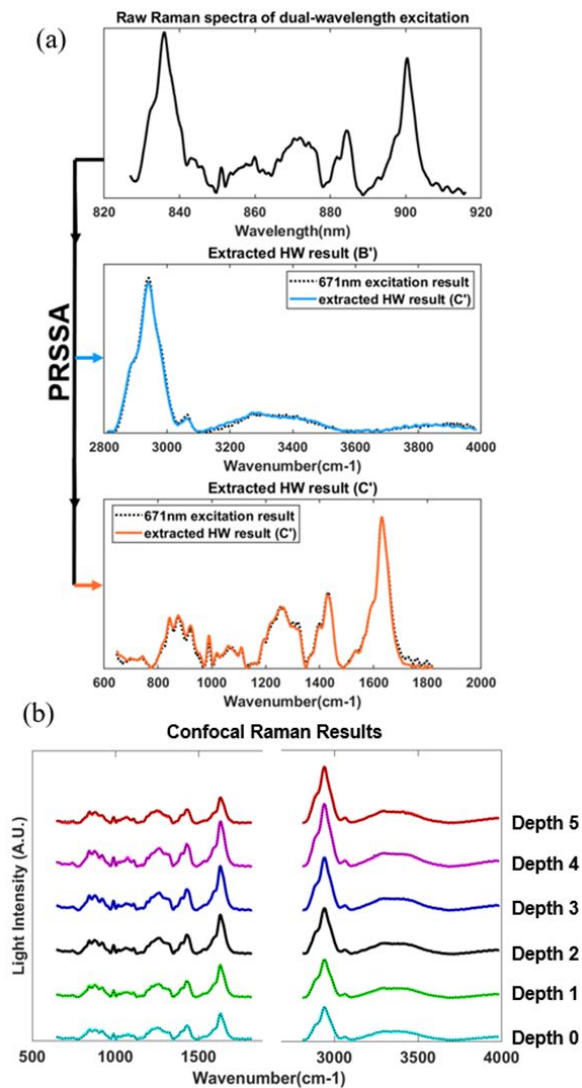 (a)
Raw Raman spectra of dual-wavelength excitation
820 840 860 880 900 920
Wavelength(nm)
PRSSA
Extracted HW result (B')
671nm excitation result
extracted HW result (C')
2800 3000 3200 3400 3600 3800 4000
Wavenumber(cm-1)
Extracted HW result (C')
671nm excitation result
extracted HW result (C')
600 800 1000 1200 1400 1600 1800 2000
Wavenumber(cm-1)
(b)
Confocal Raman Results
Light Intensity (A.U.)
Depth 5
Depth 4
Depth 3
Depth 2
Depth 1
Depth 0
500 1000 1500 3000 3500 4000
Wavenumber(cm-1)